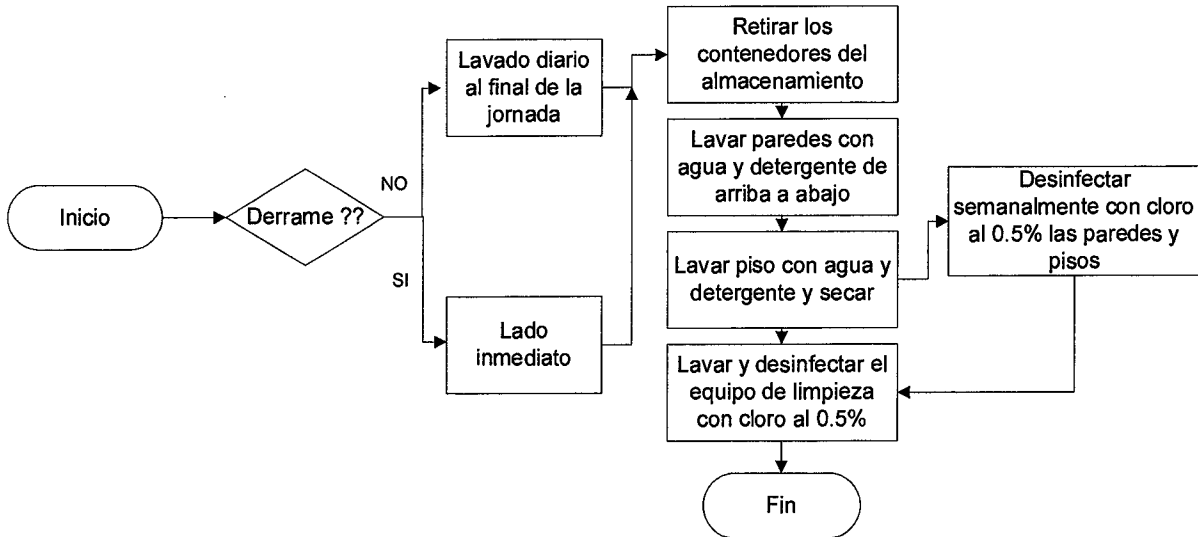 Inicio
Derrame ??
NO
SI
Lavado diario
al final de la
jornada
Lado
inmediato
Retirar los
contenedores del
almacenamiento
Lavar paredes con
agua y detergente de
arriba a abajo
Lavar piso con agua y
detergente y secar
Desinfectar
semanalmente con cloro
al 0.5% las paredes y
pisos
Lavar y desinfectar el
equipo de limpieza
con cloro al 0.5%
Fin